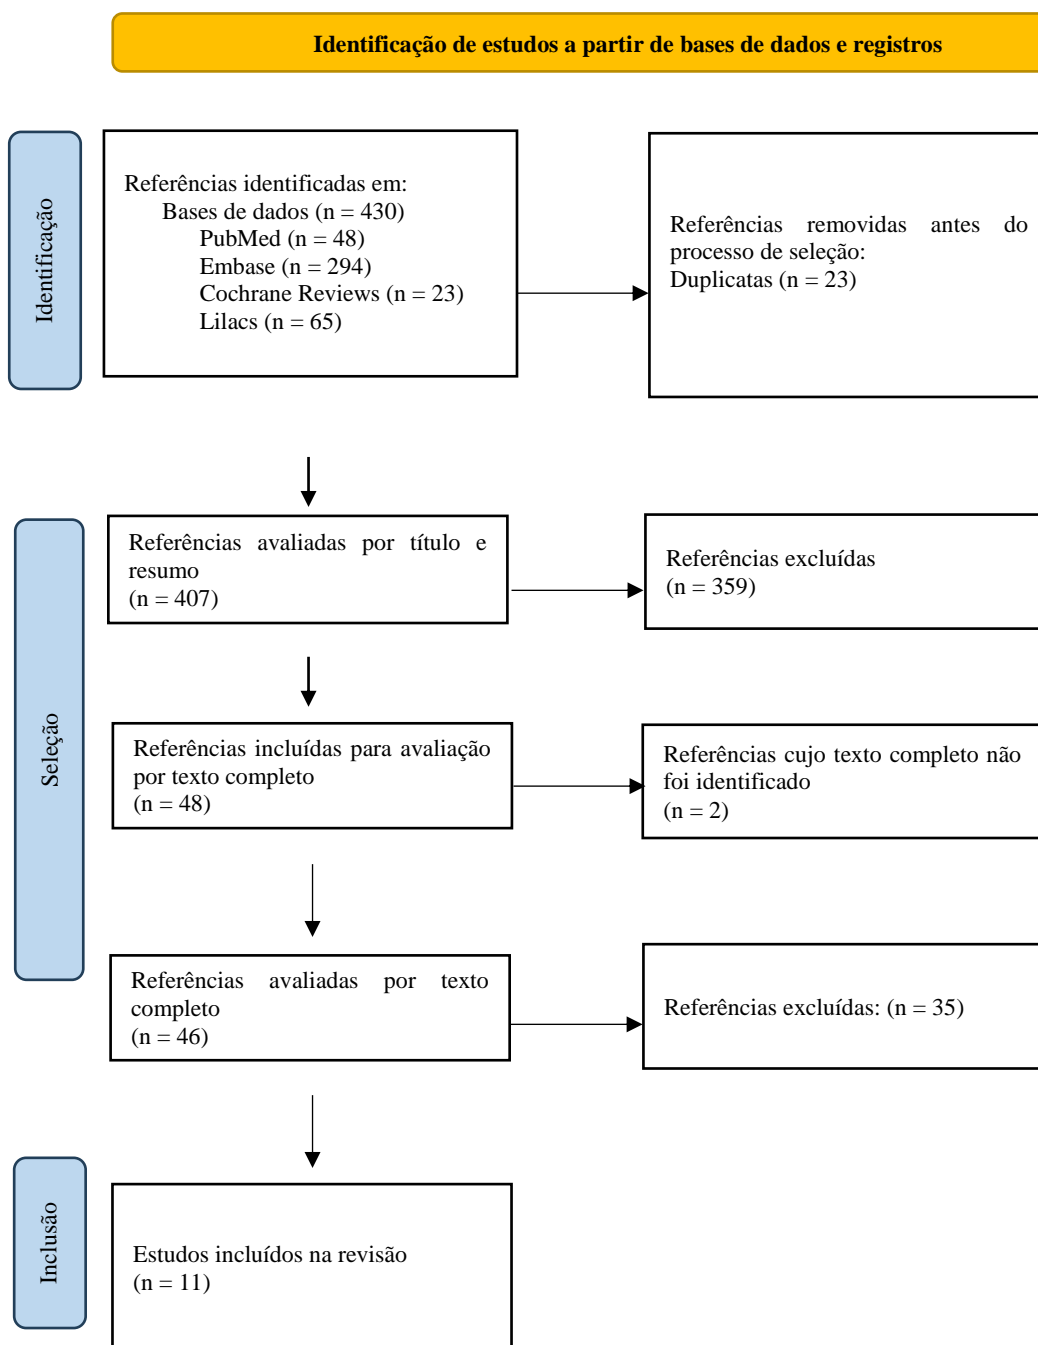 Identificação de estudos a partir de bases de dados e registros
Identificação
Referências identificadas em:
Bases de dados (n = 430)
PubMed (n = 48)
Embase (n = 294)
Cochrane Reviews (n = 23)
Lilacs (n = 65)
Referências removidas antes do
processo de seleção:
Duplicatas (n = 23)
Seleção
Referências avaliadas por título e
resumo
(n = 407)
Referências excluídas
(n = 359)
Referências incluídas para avaliação
por texto completo
(n = 48)
Referências cujo texto completo não
foi identificado
(n = 2)
Referências avaliadas por texto
completo
(n = 46)
Referências excluídas: (n = 35)
Inclusão
Estudos incluídos na revisão
(n = 11)